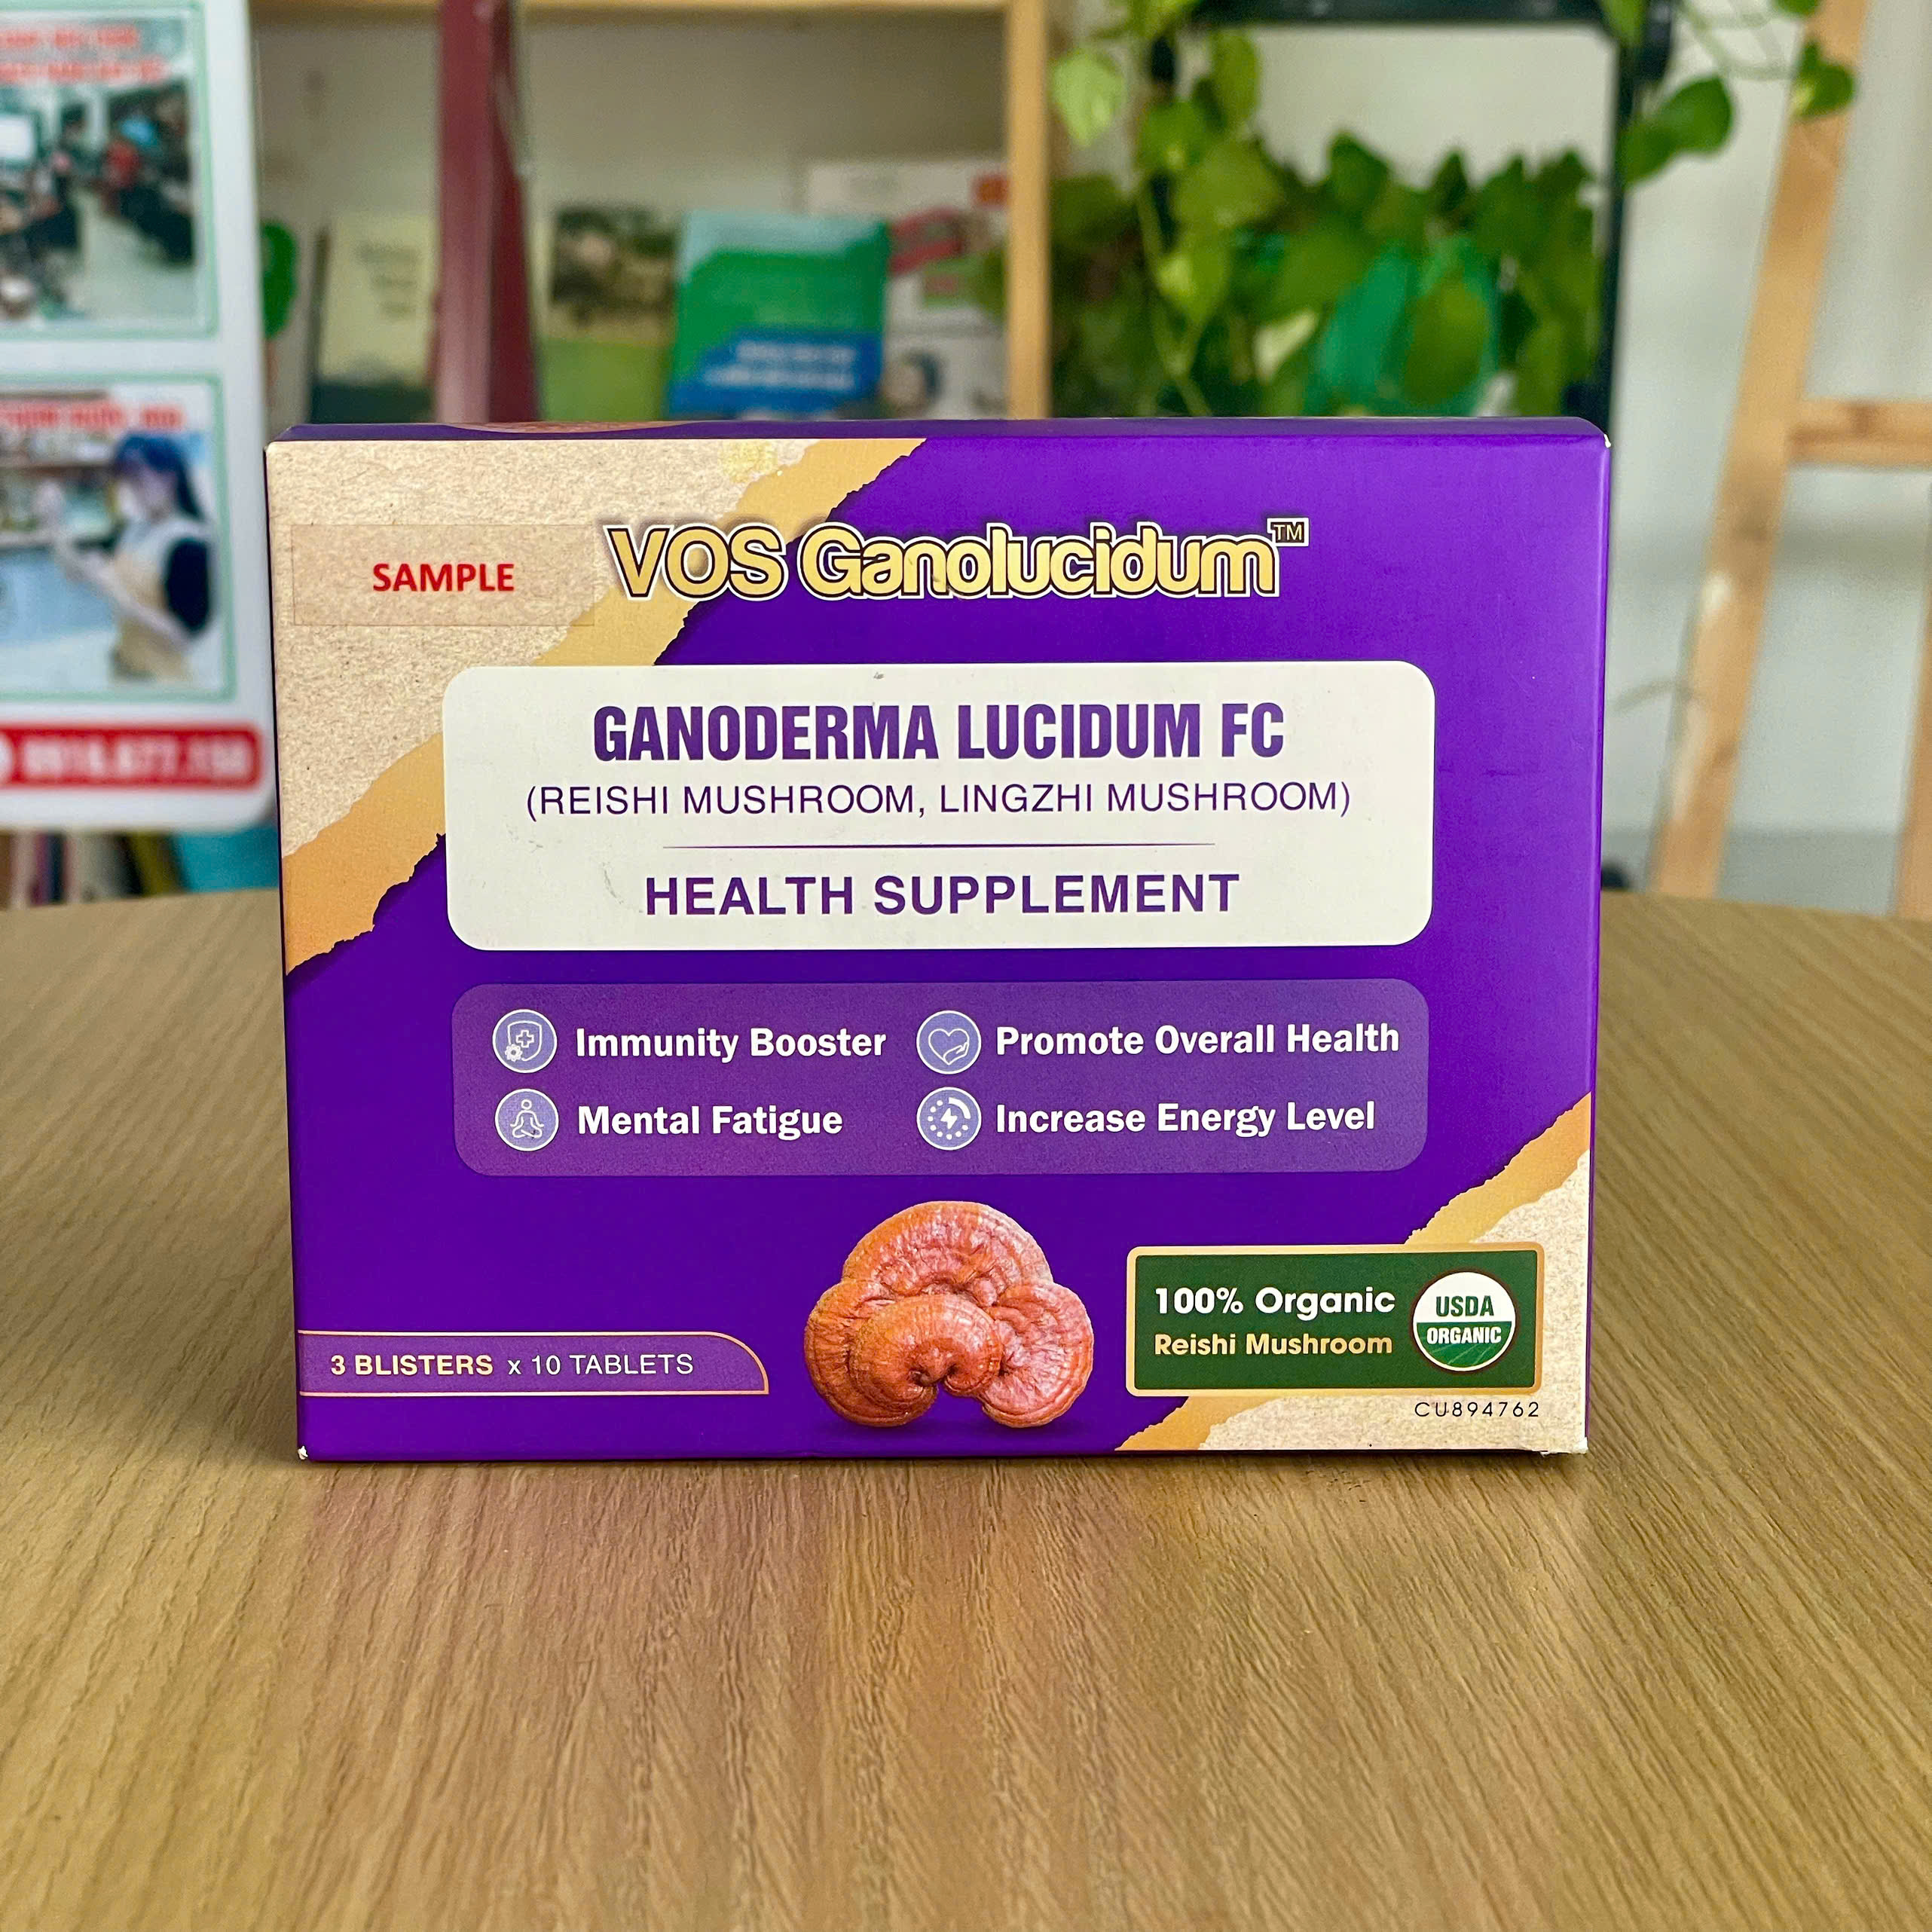 SAMPLE
VOS Ganolucidum™
GANODERMA LUCIDUM FC
(REISHI MUSHROOM, LINGZHI MUSHROOM)
HEALTH SUPPLEMENT
Immunity Booster
Promote Overall Health
Mental Fatigue
Increase Energy Level
3 BLISTERS x 10 TABLETS
100% Organic
Reishi Mushroom
USDA
ORGANIC
CU894762